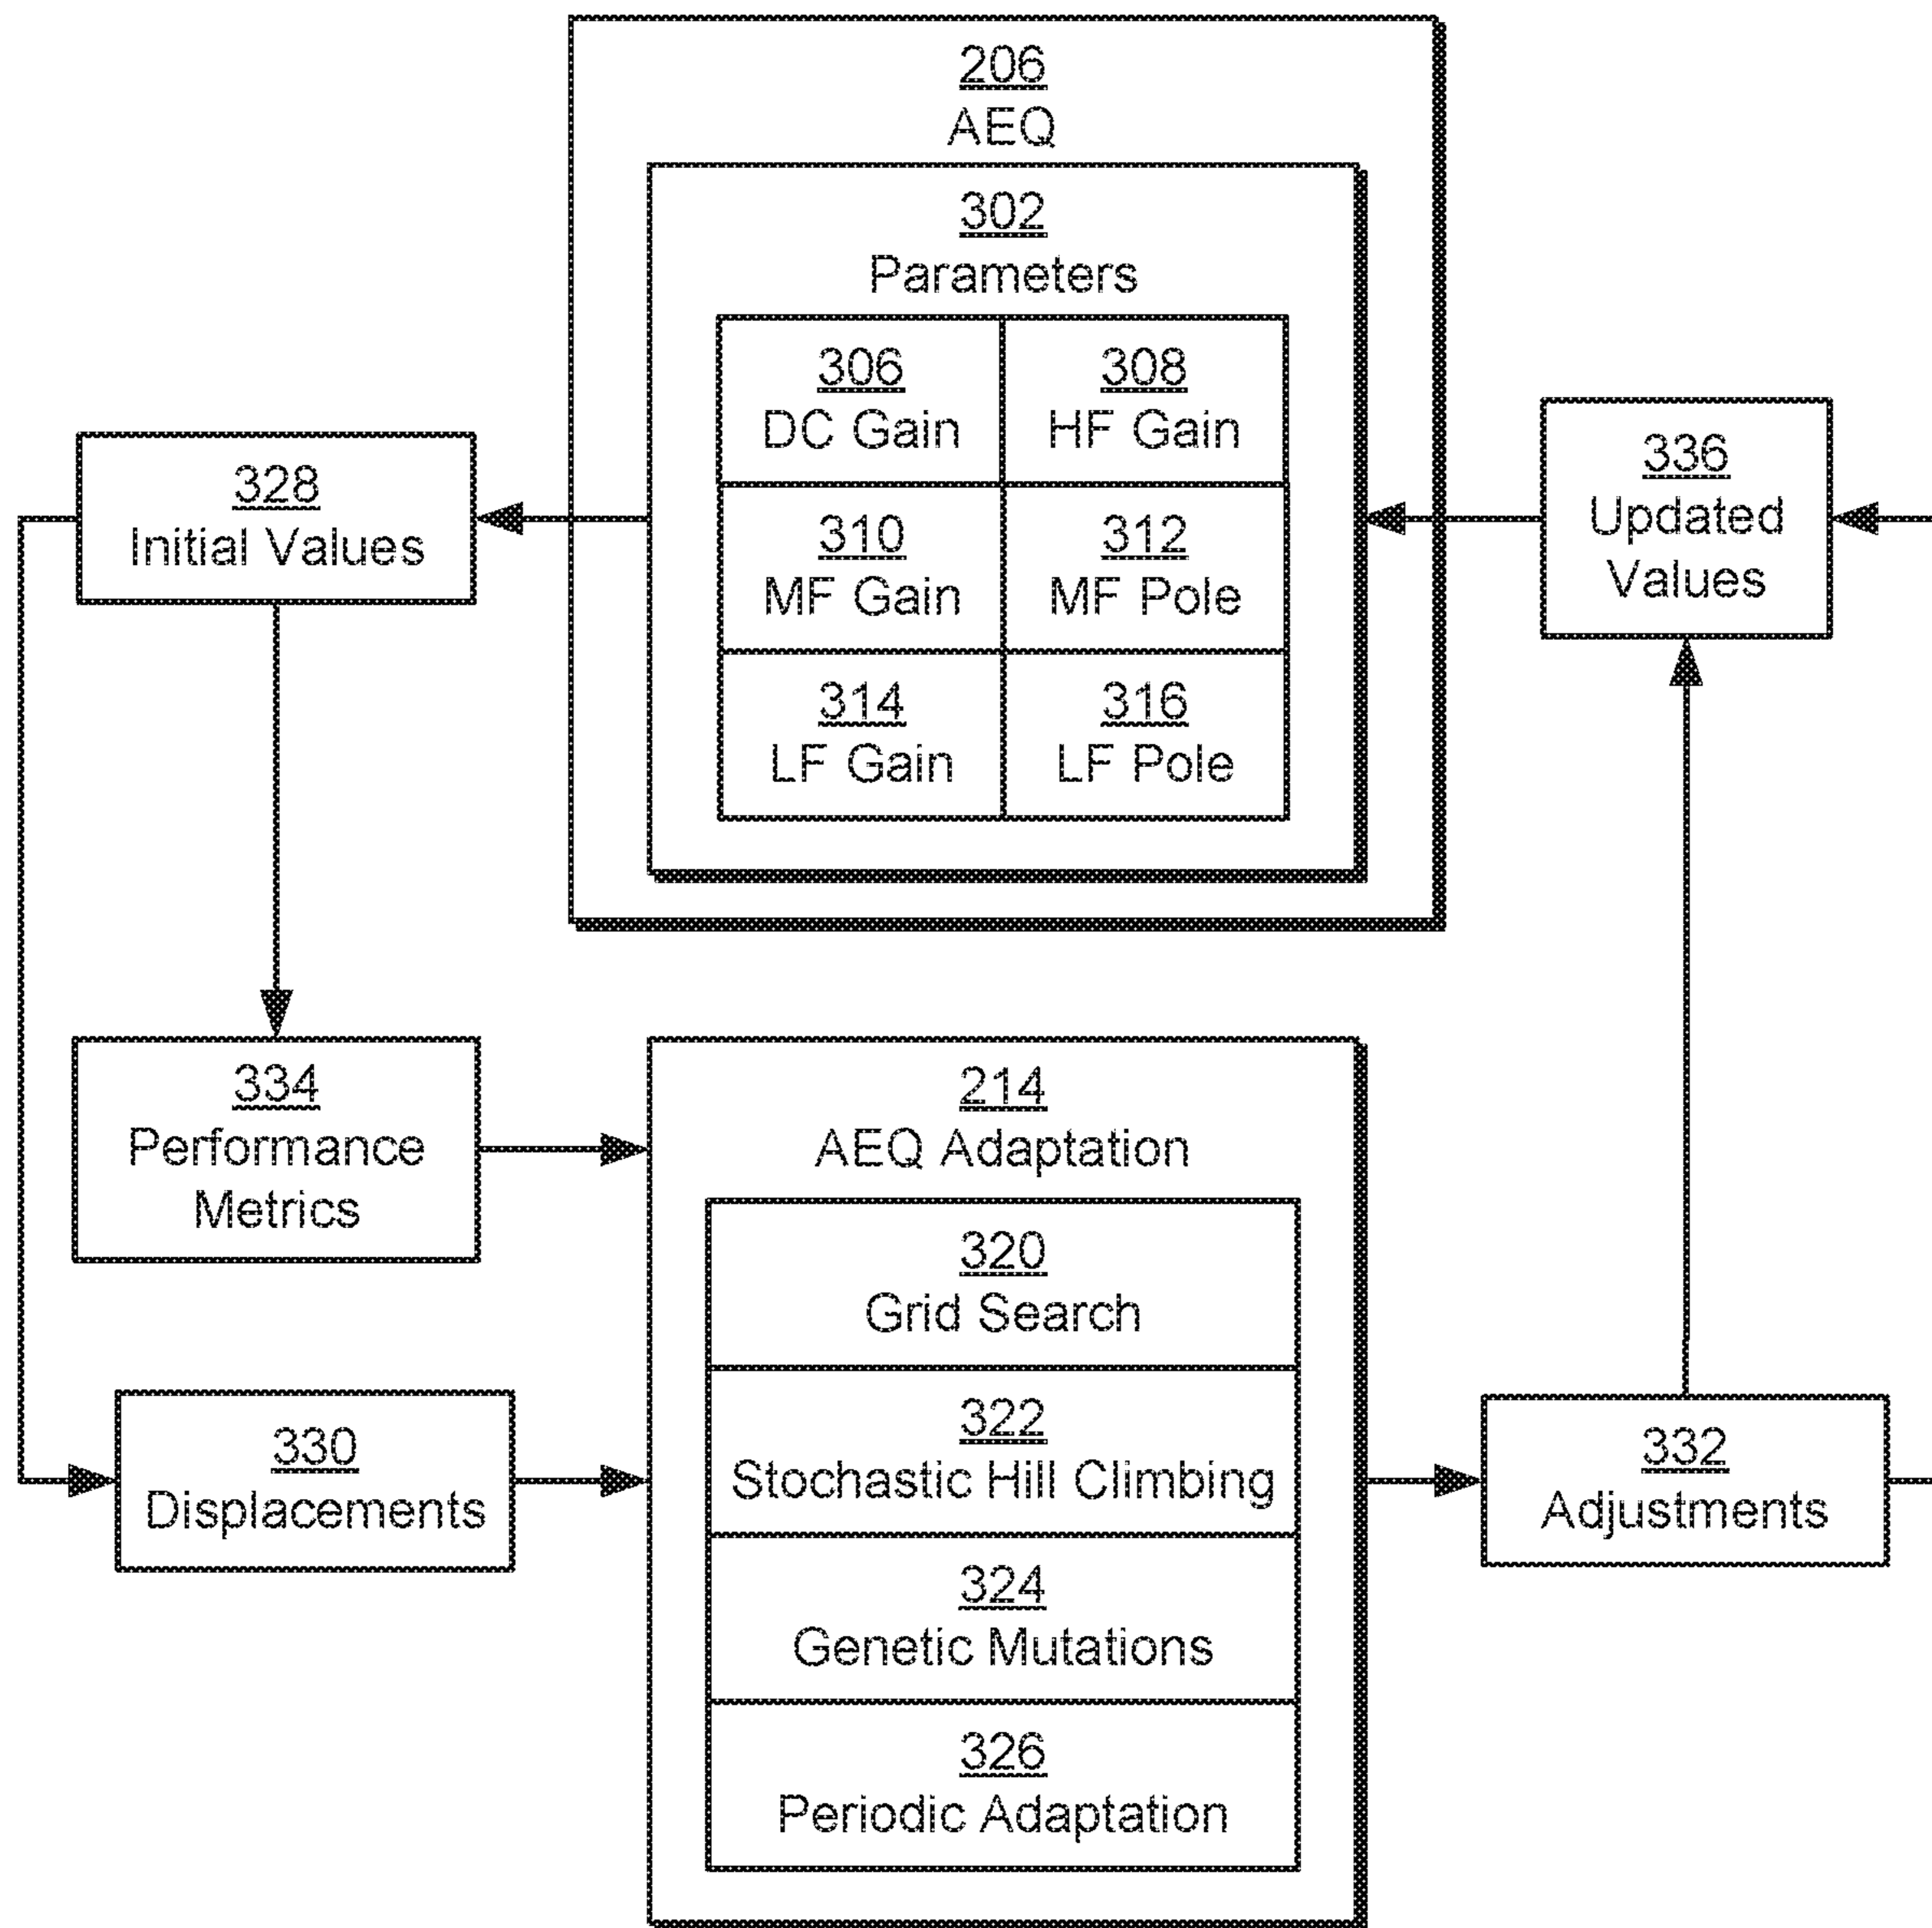 206
AEQ
302
Parameters
306
DC Gain
308
HF Gain
310
MF Gain
312
MF Pole
314
LF Gain
316
LF Pole
328
Initial Values
336
Updated
Values
334
Performance
Metrics
214
AEQ Adaptation
320
Grid Search
322
Stochastic Hill Climbing
324
Genetic Mutations
326
Periodic Adaptation
330
Displacements
332
Adjustments